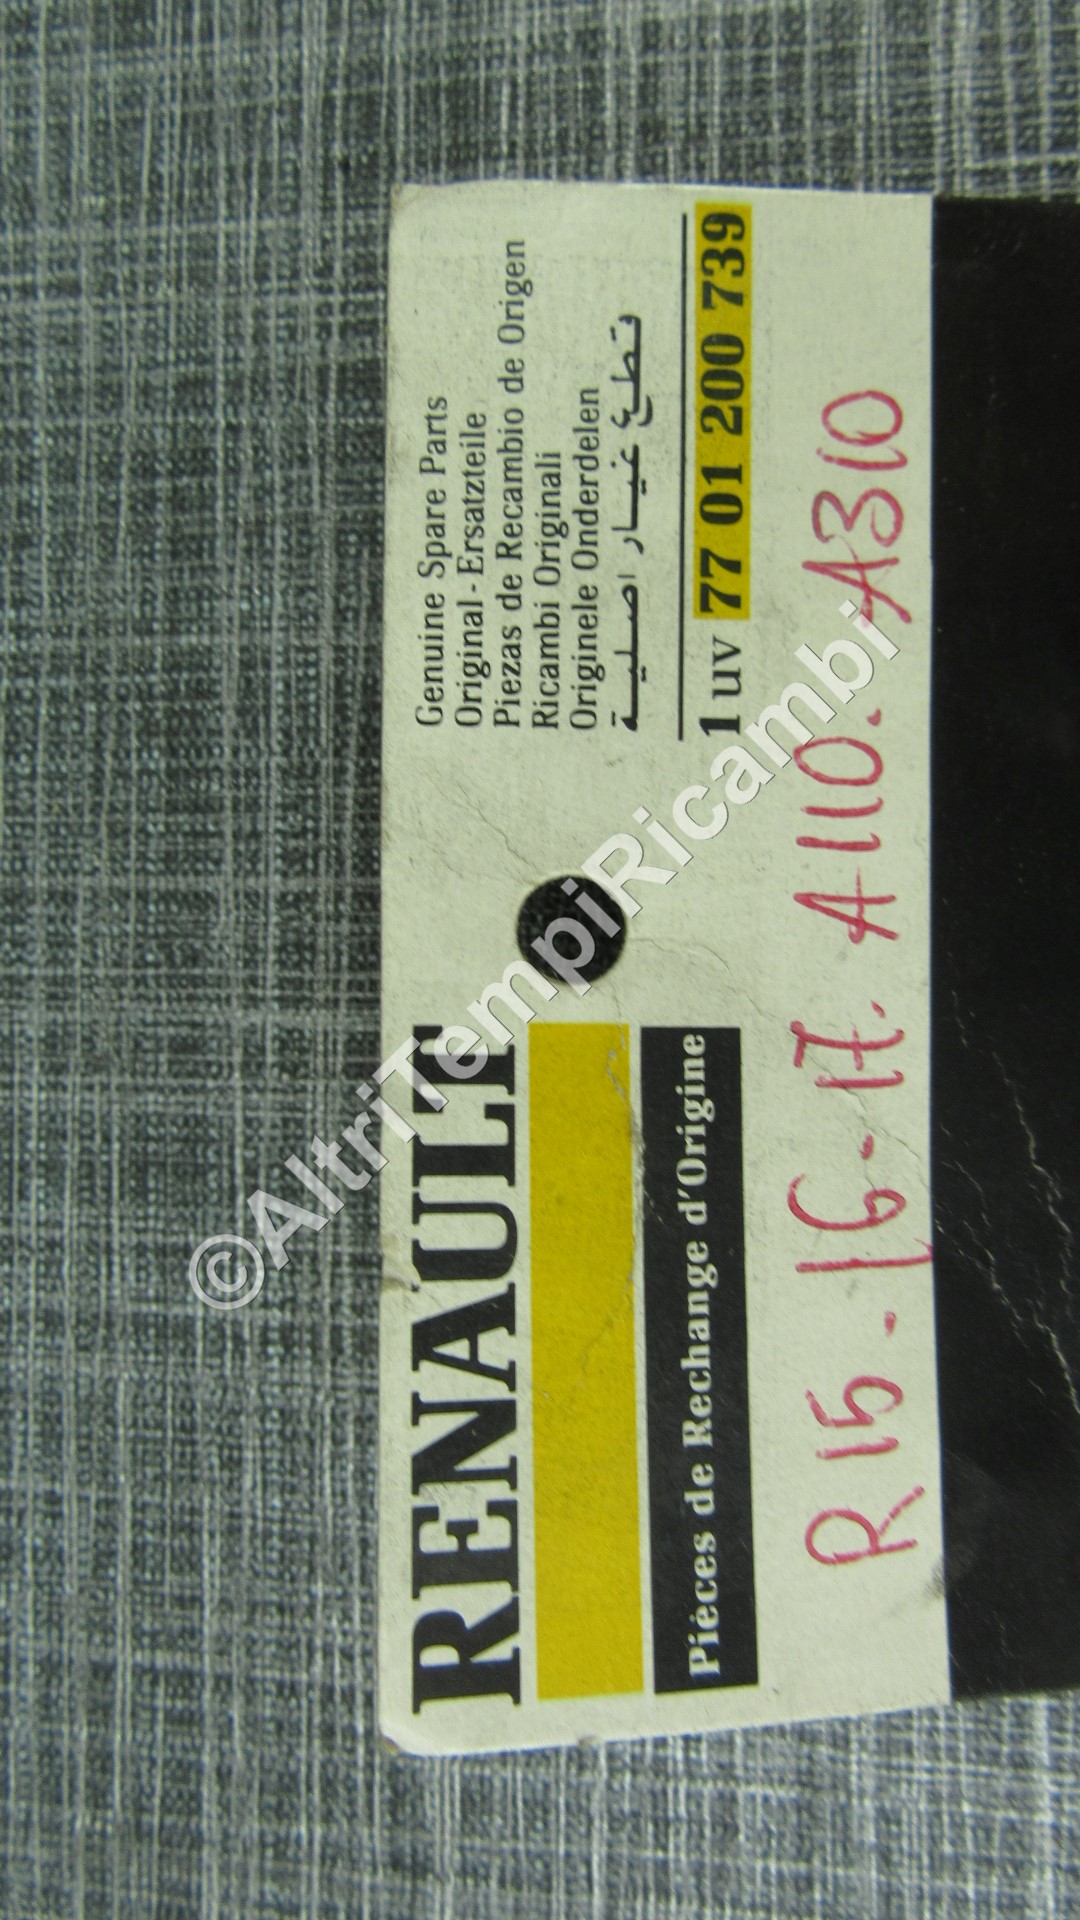 RENAULT
Pièces de Rechange d'Origine
Genuine Spare Parts
Original - Ersatzteile
Piezas de Recambio de Origen
Ricambi Originali
Originele Onderdelen
قطع غيار اصلية
1 uv 77 01 200 739
R15-16-17. A110. A310
©AltriTempiRicambi